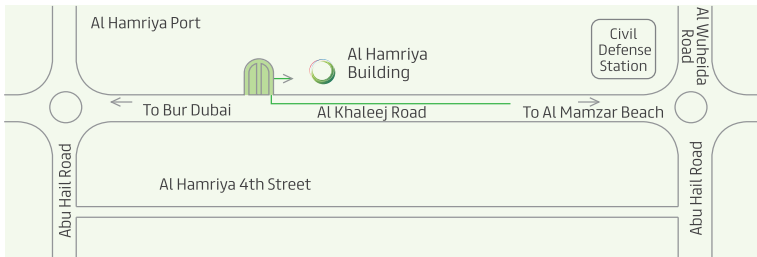 Al Hamriya Port
Al Hamriya
Building
Civil
Defense
Station
Al Wuheida
Road
To Bur Dubai
Al Khaleej Road
To Al Mamzar Beach
Abu Hail Road
Al Hamriya 4th Street
Abu Hail Road